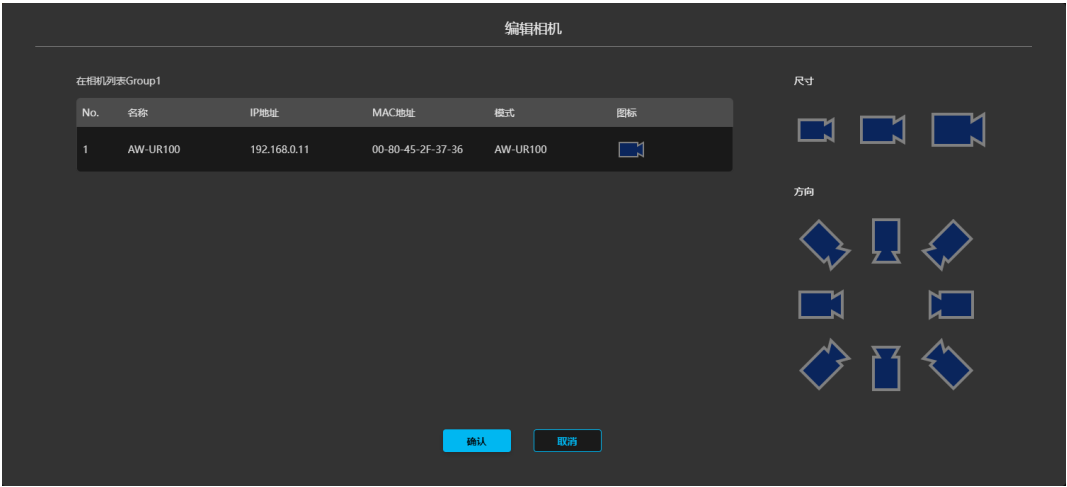 编辑相机
在相机列表Group1
No. 名称 IP地址 MAC地址 模式 图标
1 AW-UR100 192.168.0.11 00-80-45-2F-37-36 AW-UR100
尺寸
方向
确认 取消